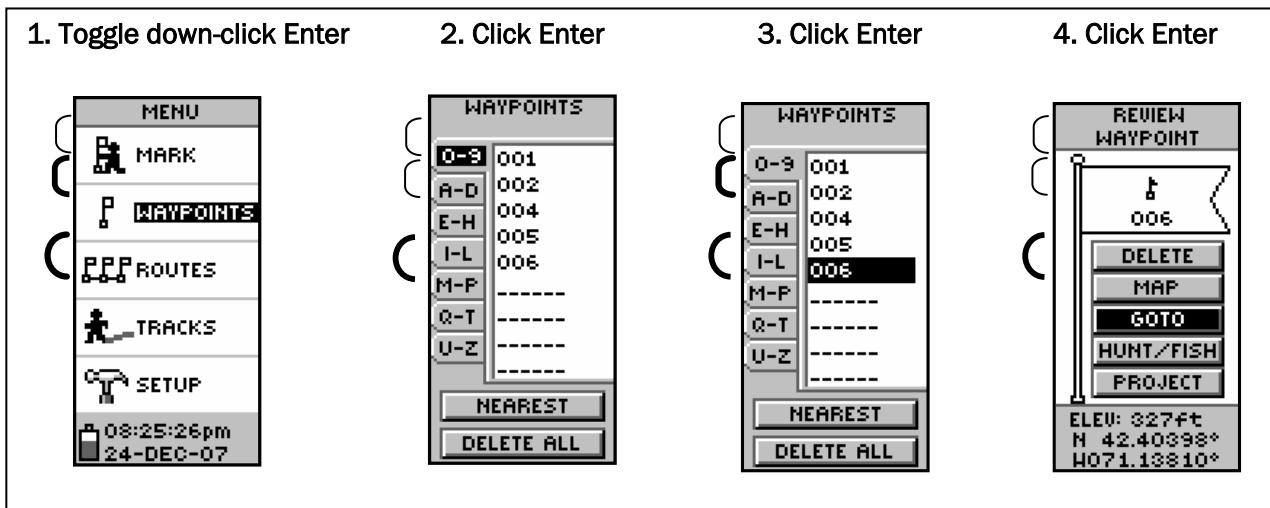 1. Toggle down-click Enter
MENU
MARK
WAYPOINTS
ROUTES
TRACKS
SETUP
08:25:26pm
24-DEC-07
2. Click Enter
WAYPOINTS
0-9
A-D
E-H
I-L
M-P
Q-T
U-Z
001
002
004
005
006
------
------
------
------
NEAREST
DELETE ALL
3. Click Enter
WAYPOINTS
0-9
A-D
E-H
I-L
M-P
Q-T
U-Z
001
002
004
005
006
------
------
------
------
NEAREST
DELETE ALL
4. Click Enter
REVIEW
WAYPOINT
006
DELETE
MAP
GOTO
HUNT/FISH
PROJECT
ELEV: 327ft
N 42.40398°
W071.13810°